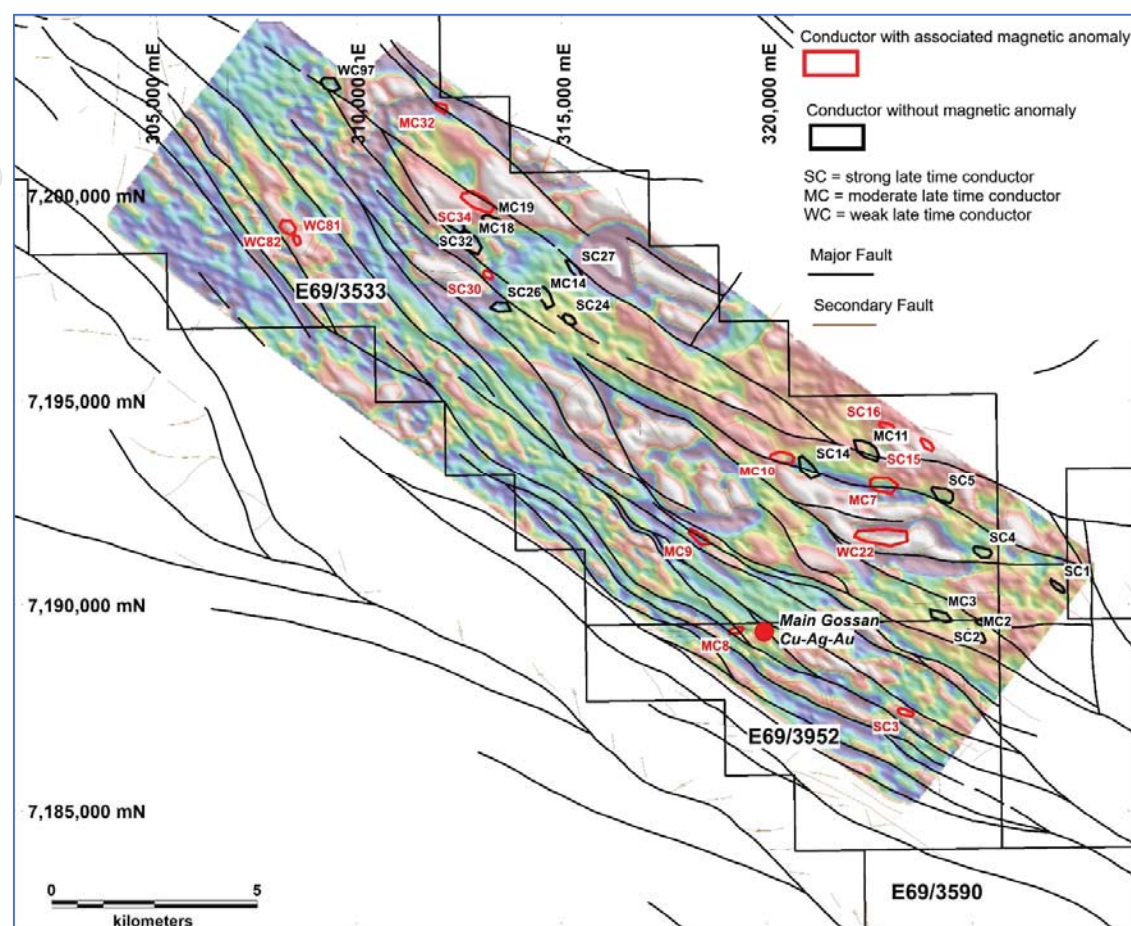 305,000 mE
310,000 mE
315,000 mE
320,000 mE
Conductor with associated magnetic anomaly
Conductor without magnetic anomaly
SC = strong late time conductor
MC = moderate late time conductor
WC = weak late time conductor
Major Fault
Secondary Fault
WC97
MC32
7,200,000 mN
MC19
SC34
MC18
SC32
WC81
WC82
SC27
SC30
MC14
E69/3533
SC26
SC24
7,195,000 mN
SC16
MC11
SC14
SC15
MC10
MC7
SC5
SC4
MC9
WC22
SC1
7,190,000 mN
MC3
Main Gossan
Cu-Ag-Au
MC2
SC2
MC8
SC3
E69/3952
7,185,000 mN
0 5
kilometers
E69/3590